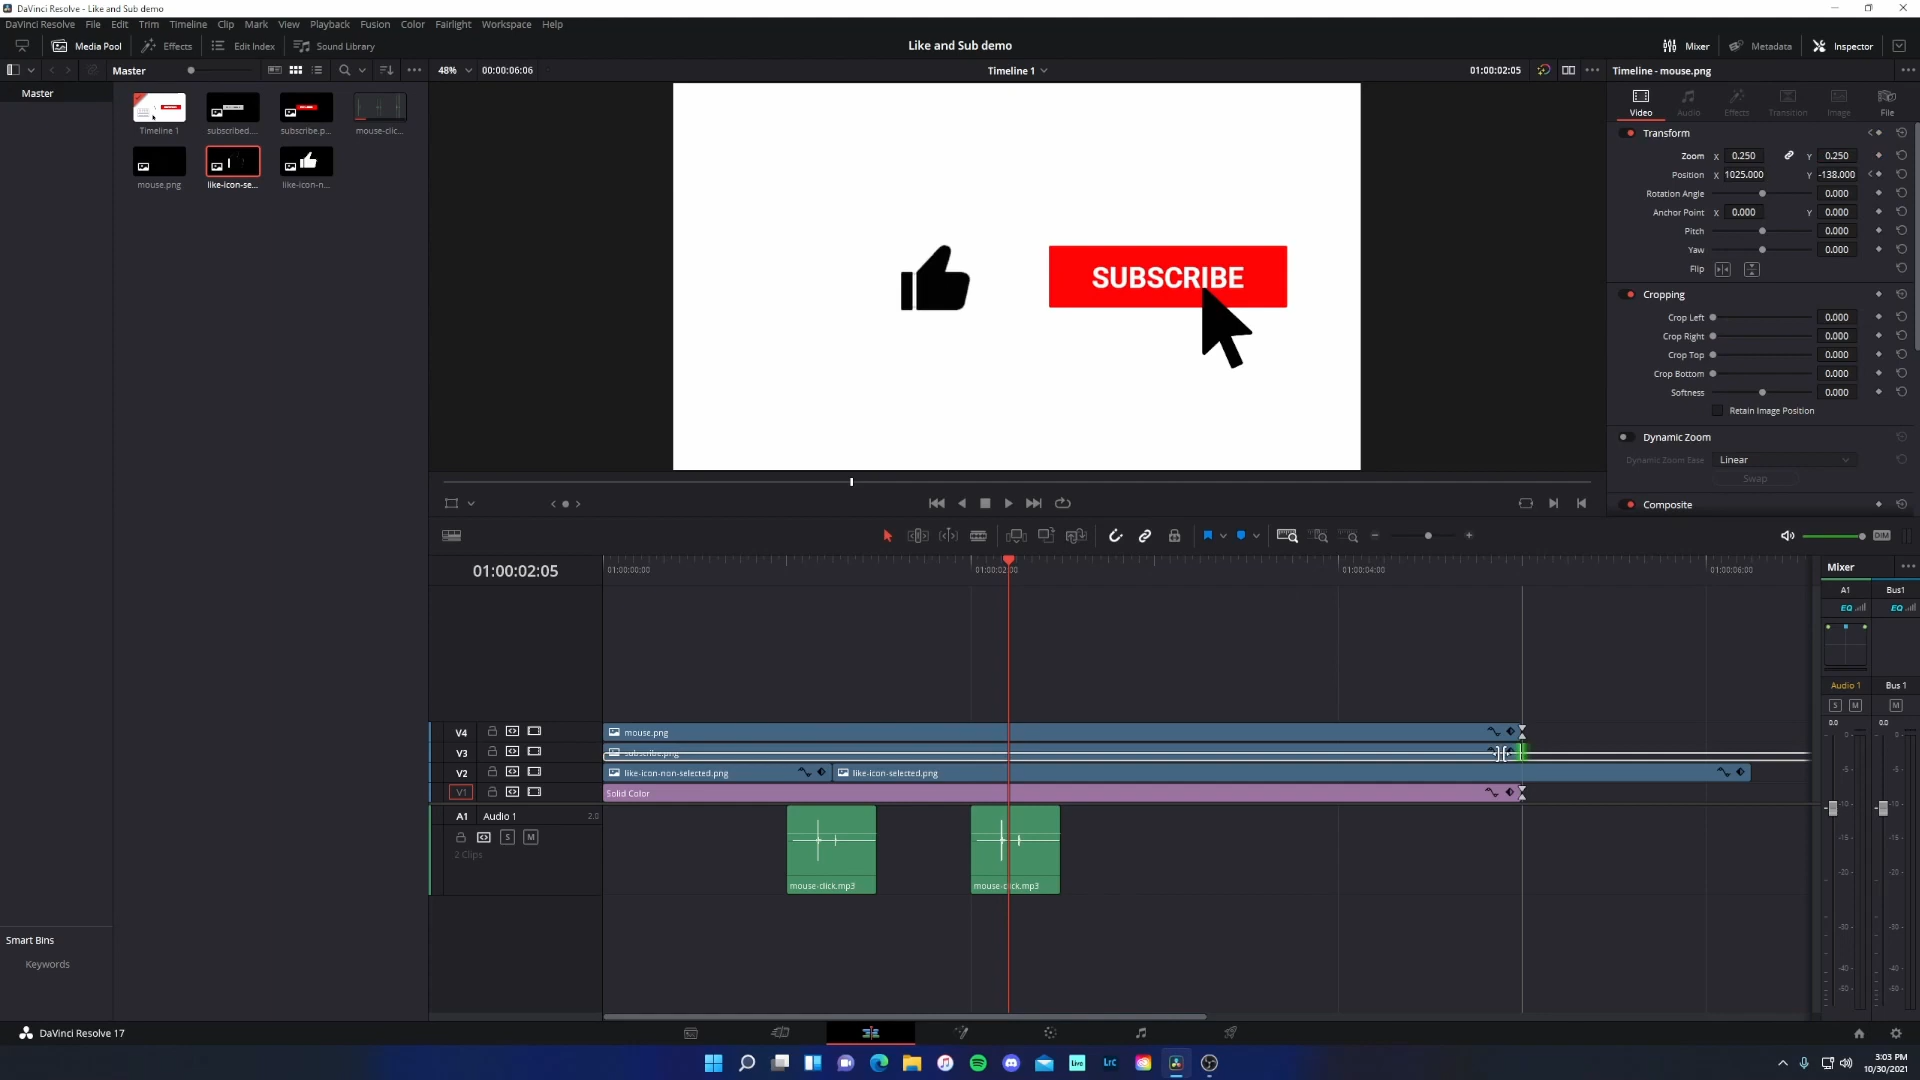 DaVinci Resolve - Like and Sub demo
DaVinci Resolve File Edit Trim Timeline Clip Mark View Playback Fusion Color Fairlight Workspace Help
Media Pool Effects Edit Index Sound Library Like and Sub demo Mixer Metadata Inspector
Master 48% 00:00:06:06 Timeline 1 01:00:02:05 Timeline - mouse.png
Master
Timeline 1 subscribed.... subscribe.p... mouse-clic...
mouse.png like-icon-se... like-icon-n...
SUBSCRIBE
Video Audio Effects Transition Image File
Transform
Zoom X 0.250 Y 0.250
Position X 1025.000 Y -138.000
Rotation Angle 0.000
Anchor Point X 0.000 Y 0.000
Pitch 0.000
Yaw 0.000
Flip
Cropping
Crop Left 0.000
Crop Right 0.000
Crop Top 0.000
Crop Bottom 0.000
Softness 0.000
Retain Image Position
Dynamic Zoom
Dynamic Zoom Ease Linear
Swap
Composite
DIM
01:00:02:05
01:00:00:00 01:00:02:00 01:00:04:00 01:00:06:00
V4 mouse.png
V3 subscribe.png
V2 like-icon-non-selected.png like-icon-selected.png
V1 Solid Color
A1 Audio 1 2.0
S M
2 Clips
mouse-click.mp3 mouse-click.mp3
Mixer
A1 Bus1
EQ EQ
Audio 1 Bus 1
S M M
0.0 0.0
Smart Bins
Keywords
DaVinci Resolve 17
Live Lrc
3:03 PM
10/30/2021